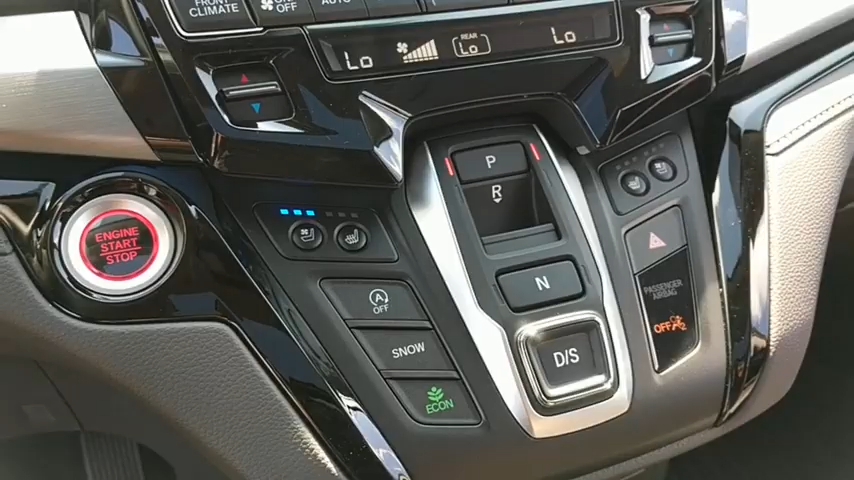 FRONT
CLIMATE
OFF
AUTO
Lo
REAR
Lo
Lo
ENGINE
START
STOP
P
R
N
D/S
A
OFF
SNOW
ECON
PASSENGER
AIRBAG
OFF